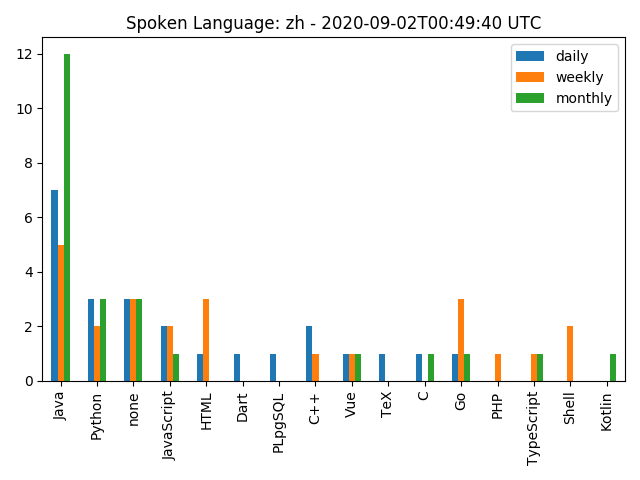 Spoken Language: zh - 2020-09-02T00:49:40 UTC
daily
weekly
monthly
12
10
8
6
4
2
0
Java
Python
none
JavaScript
HTML
Dart
PLpgSQL
C++
Vue
TeX
C
Go
PHP
TypeScript
Shell
Kotlin